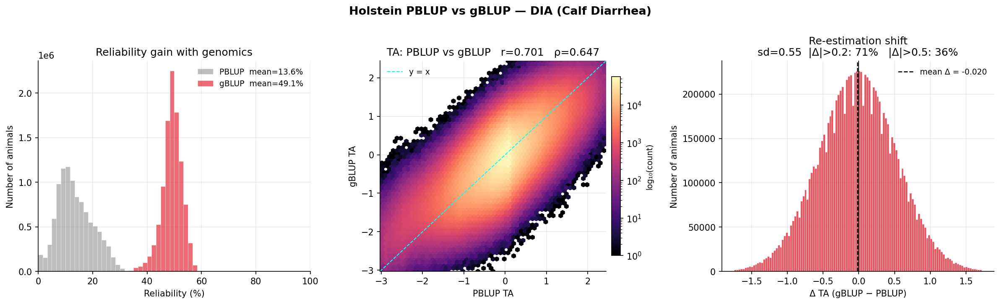 Holstein PBLUP vs gBLUP — DIA (Calf Diarrhea)
Reliability gain with genomics
1e6
PBLUP mean=13.6%
gBLUP mean=49.1%
Number of animals
2.0
1.5
1.0
0.5
0.0
0 20 40 60 80 100
Reliability (%)
TA: PBLUP vs gBLUP r=0.701 ρ=0.647
y = x
gBLUP TA
2
1
0
−1
−2
−3
−3 −2 −1 0 1 2
PBLUP TA
10⁴
10³
10²
10¹
10⁰
log₁₀(count)
Re-estimation shift
sd=0.55 |Δ|>0.2: 71% |Δ|>0.5: 36%
mean Δ = -0.020
Number of animals
200000
150000
100000
50000
0
−1.5 −1.0 −0.5 0.0 0.5 1.0 1.5
Δ TA (gBLUP − PBLUP)